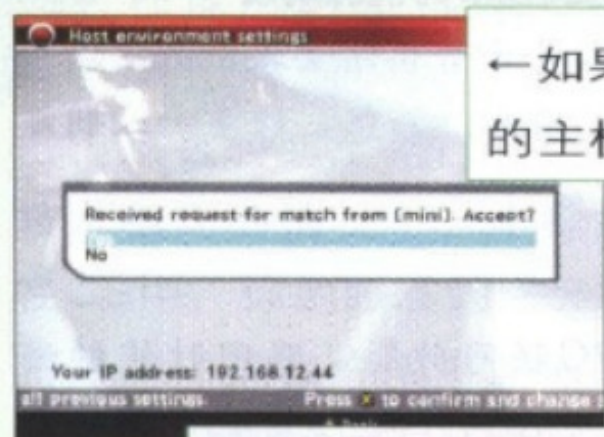 Host environment settings
←如果
的主机
Received request for match from [mini]. Accept?
No
Your IP address: 192.168.12.44
all previous settings. Press × to confirm and change